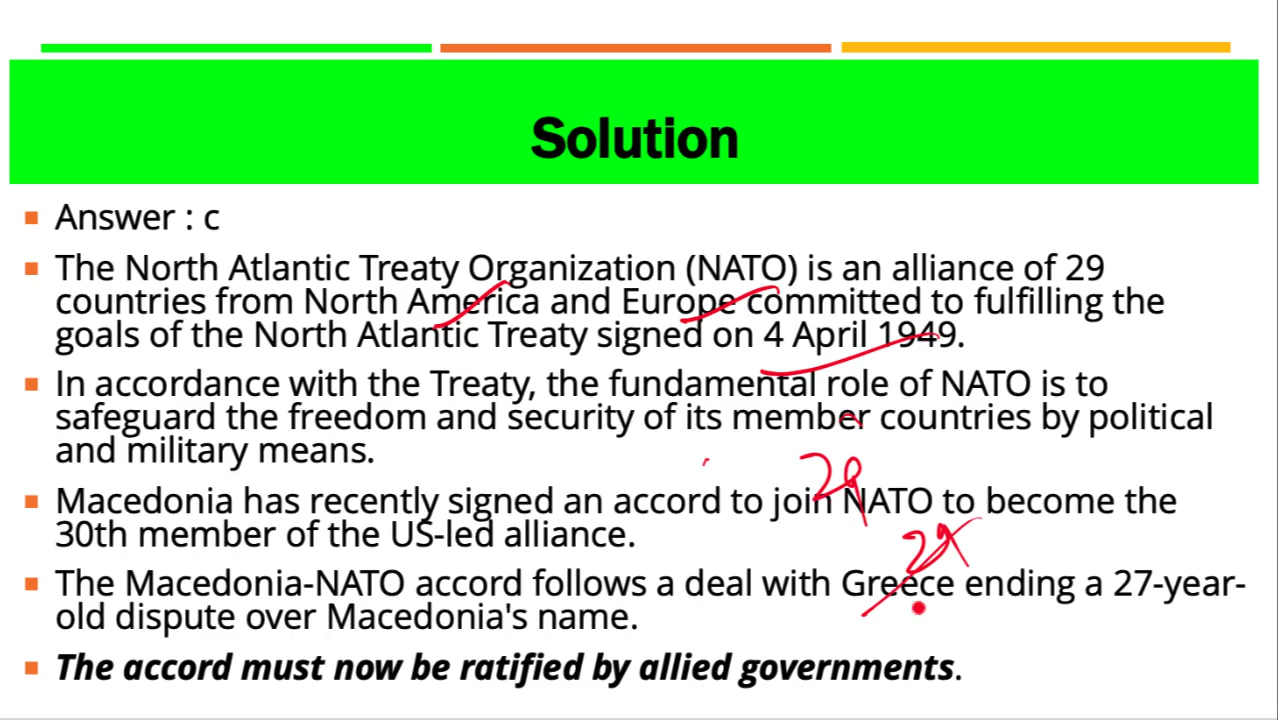 Solution
Answer : c
The North Atlantic Treaty Organization (NATO) is an alliance of 29
countries from North America and Europe committed to fulfilling the
goals of the North Atlantic Treaty signed on 4 April 1949.
In accordance with the Treaty, the fundamental role of NATO is to
safeguard the freedom and security of its member countries by political
and military means.
29
Macedonia has recently signed an accord to join NATO to become the
30th member of the US-led alliance.
29
The Macedonia-NATO accord follows a deal with Greece ending a 27-year-
old dispute over Macedonia's name.
The accord must now be ratified by allied governments.